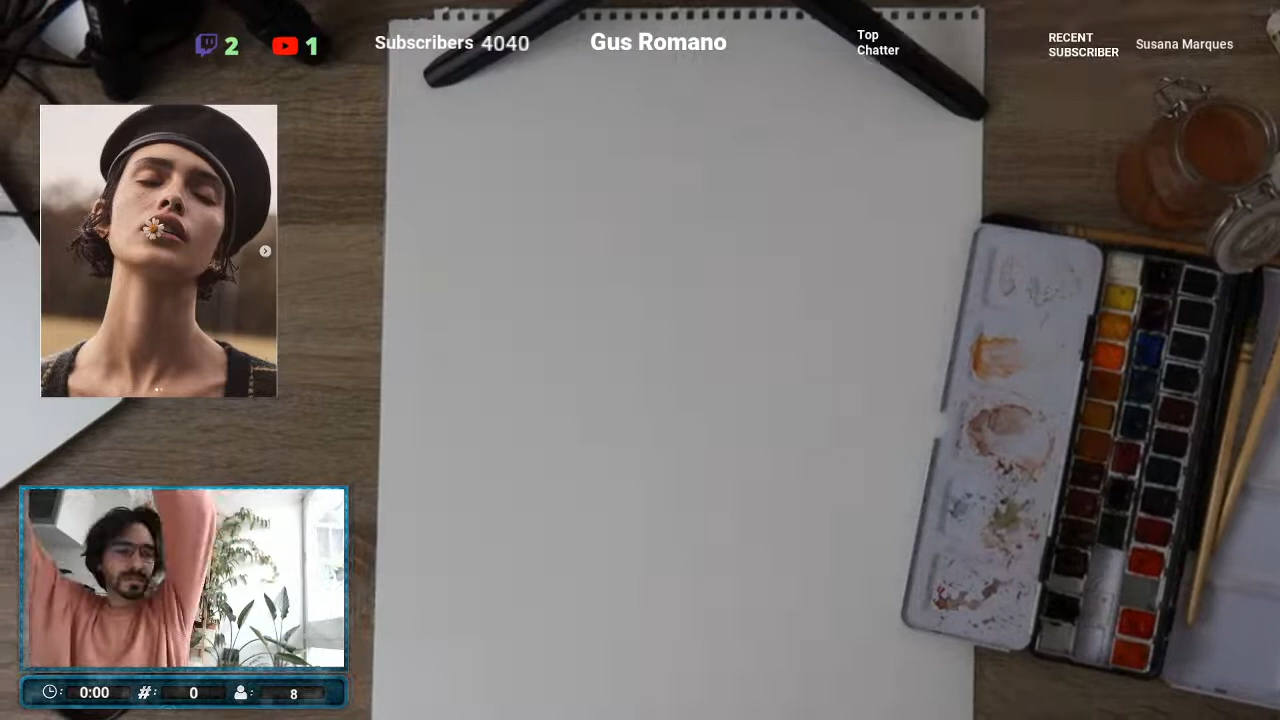 2
1
Subscribers 4040
Gus Romano
Top
Chatter
RECENT
SUBSCRIBER
Susana Marques
0:00
#:
0
8